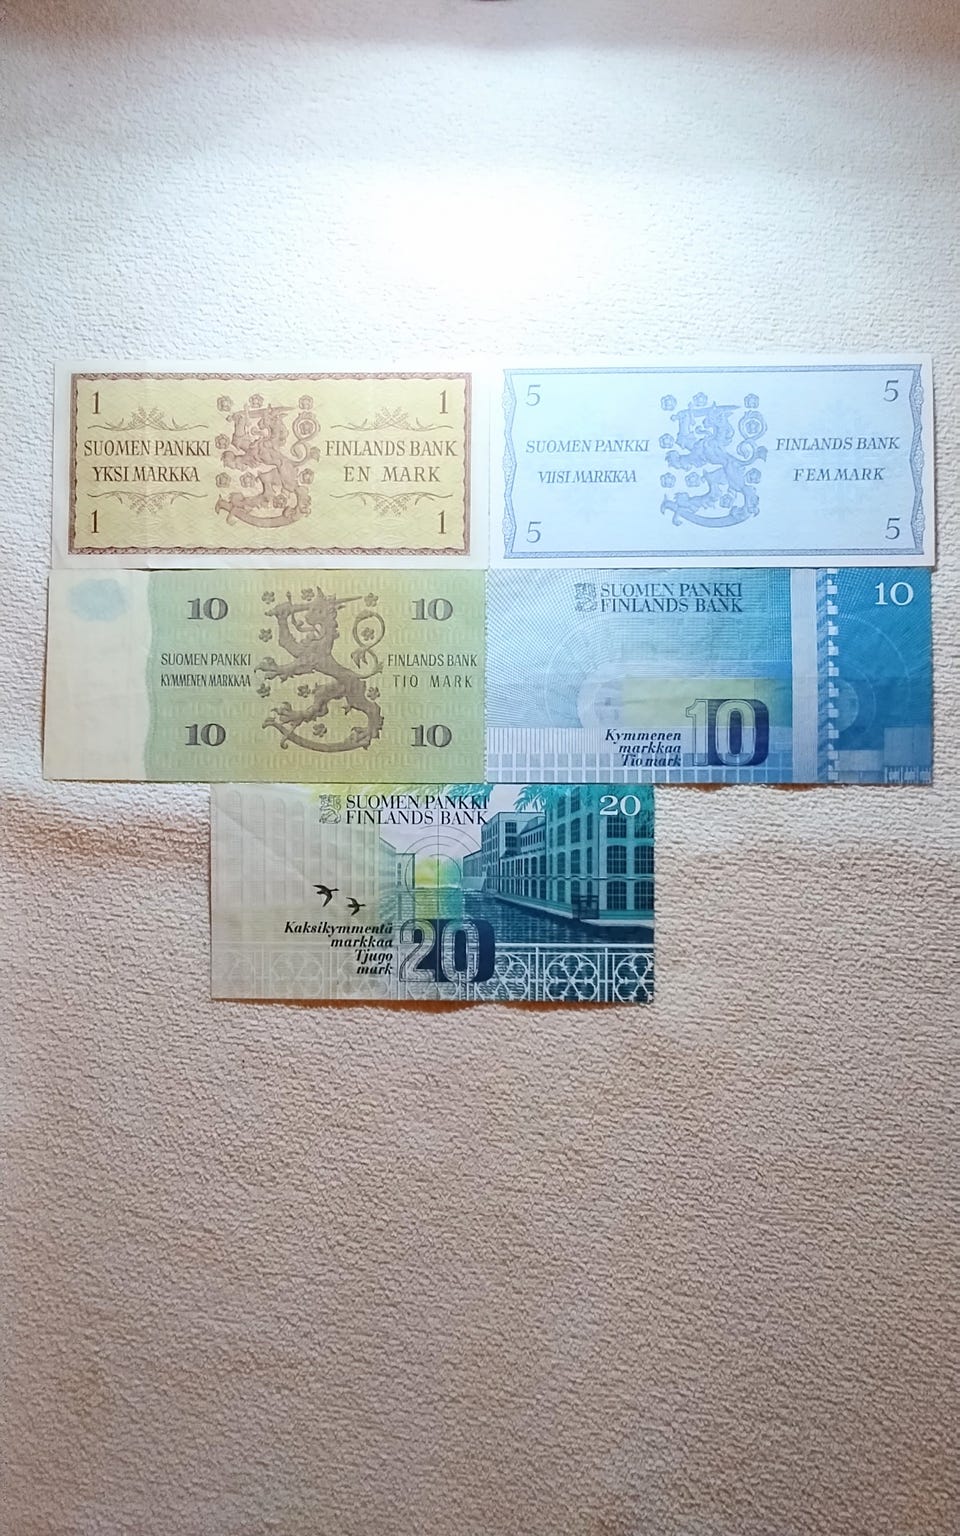 1
1
SUOMEN PANKKI
YKSI MARKKA
FINLANDS BANK
EN MARK
1
1
5
5
SUOMEN PANKKI
VIISI MARKKAA
FINLANDS BANK
FEM MARK
5
5
10
10
SUOMEN PANKKI
KYMMENEN MARKKAA
FINLANDS BANK
TIO MARK
10
10
SUOMEN PANKKI
FINLANDS BANK
10
Kymmenen
markkaa
Tio mark
10
SUOMEN PANKKI
FINLANDS BANK
20
Kaksikymmentä
markkaa
Tjugo
mark
20